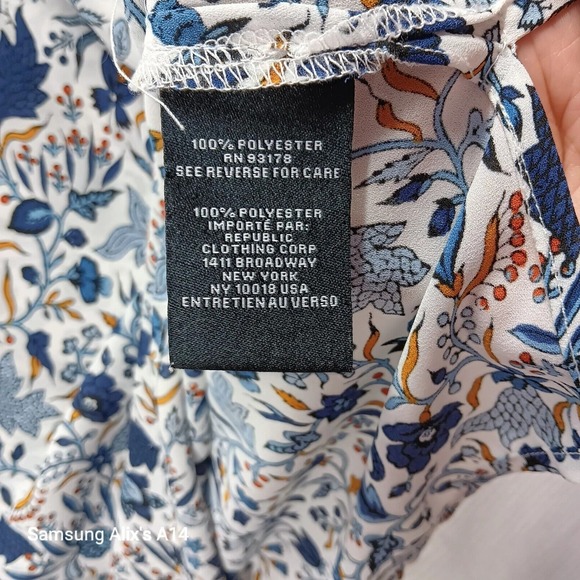 100% POLYESTER
RN 93178
SEE REVERSE FOR CARE
100% POLYESTER
IMPORTÉ PAR:
REPUBLIC
CLOTHING CORP
1411 BROADWAY
NEW YORK
NY 10018 USA
ENTRETIEN AU VERSO
Samsung Alix's A14